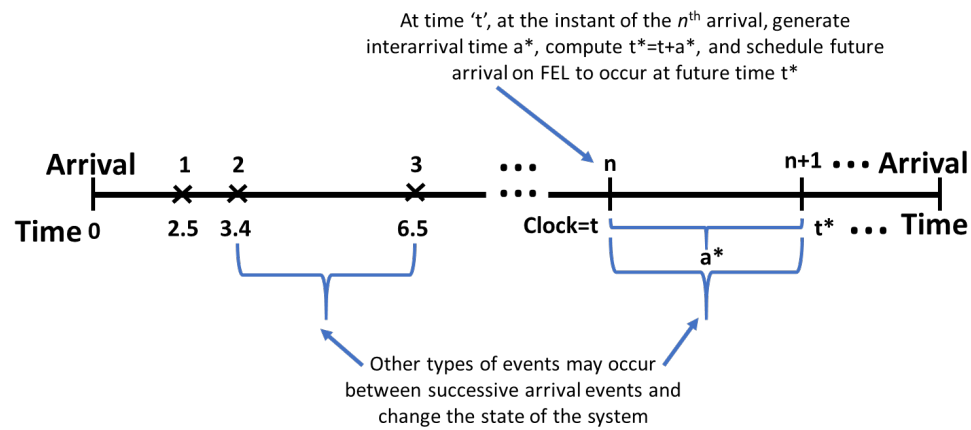 At time ‘t’, at the instant of the nth arrival, generate
interarrival time a*, compute t*=t+a*, and schedule future
arrival on FEL to occur at future time t*
Arrival 1 2 3 ••• n n+1 ••• Arrival
•••
Time 0 2.5 3.4 6.5 Clock=t t* ••• Time
a*
Other types of events may occur
between successive arrival events and
change the state of the system